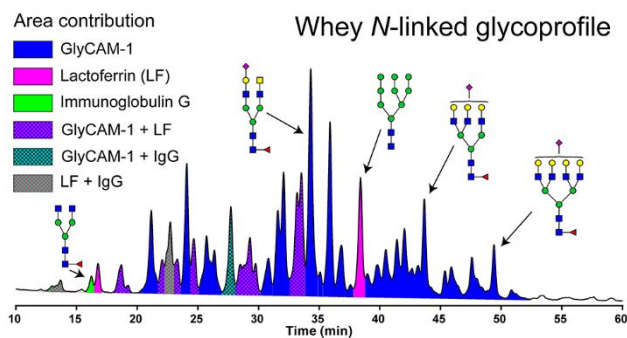 Area contribution
Whey N-linked glycoprofile
GlyCAM-1
Lactoferrin (LF)
Immunoglobulin G
GlyCAM-1 + LF
GlyCAM-1 + IgG
LF + IgG
10 15 20 25 30 35 40 45 50 55 60
Time (min)